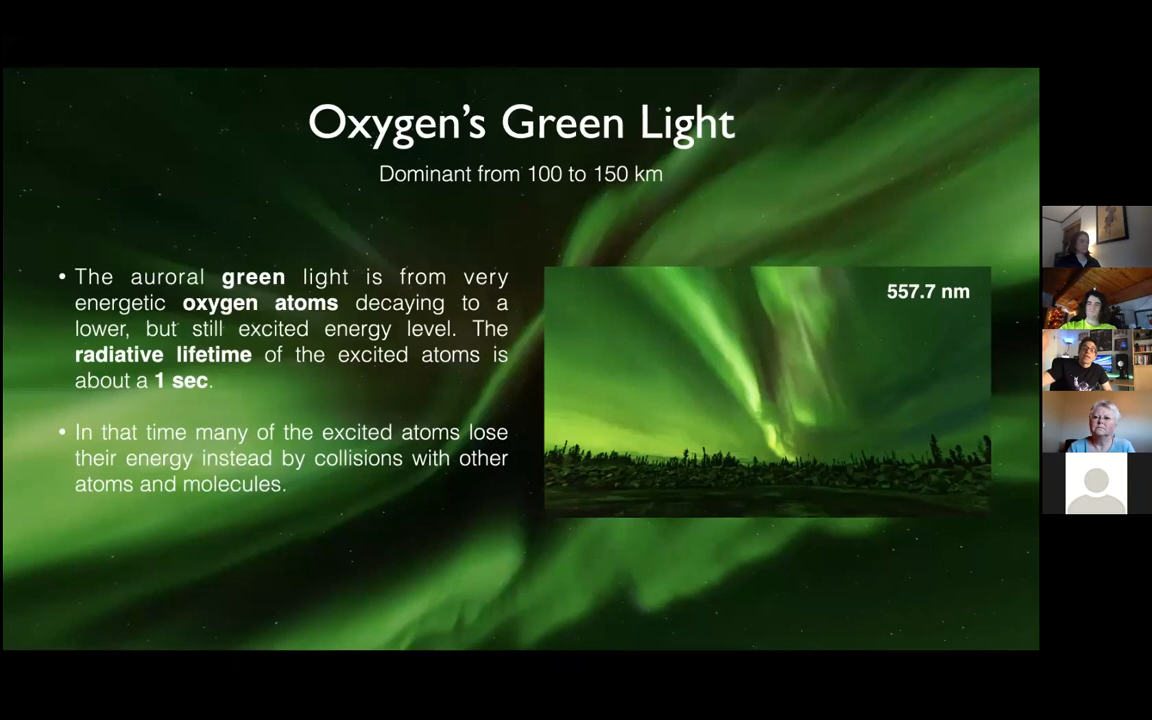 Oxygen’s Green Light
Dominant from 100 to 150 km
• The auroral green light is from very
energetic oxygen atoms decaying to a
lower, but still excited energy level. The
radiative lifetime of the excited atoms is
about a 1 sec.
• In that time many of the excited atoms lose
their energy instead by collisions with other
atoms and molecules.
557.7 nm